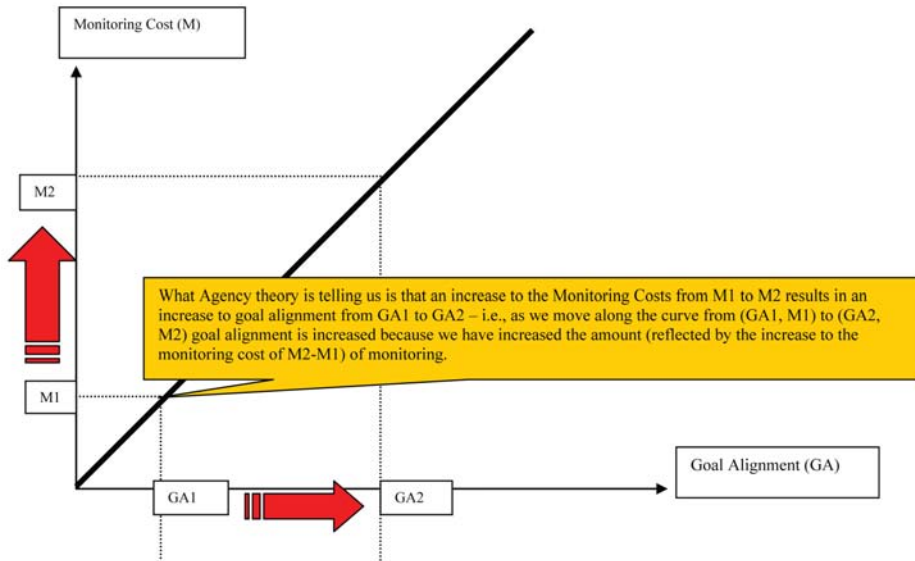 Monitoring Cost (M)
M2
What Agency theory is telling us is that an increase to the Monitoring Costs from M1 to M2 results in an
increase to goal alignment from GA1 to GA2 – i.e., as we move along the curve from (GA1, M1) to (GA2,
M2) goal alignment is increased because we have increased the amount (reflected by the increase to the
monitoring cost of M2-M1) of monitoring.
M1
Goal Alignment (GA)
GA1
GA2